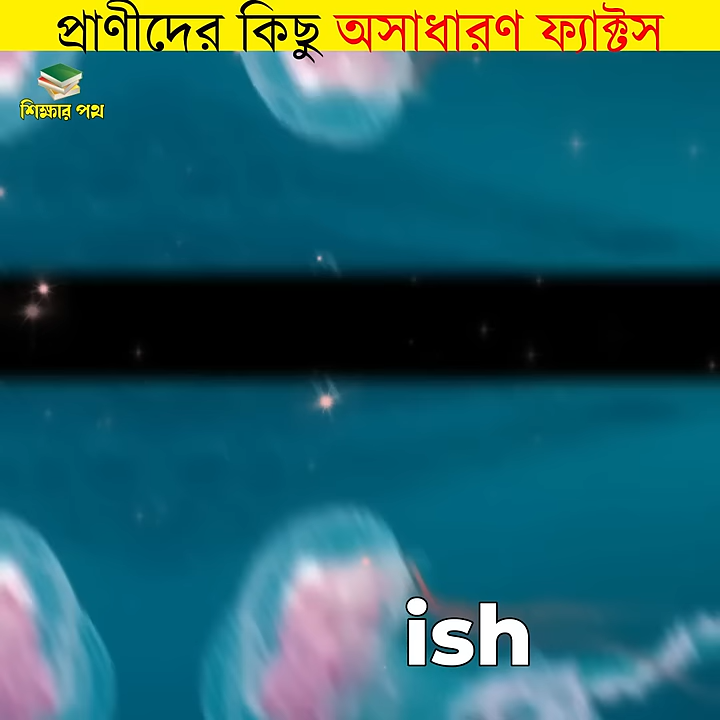 প্রাণীদের কিছু অসাধারণ ফ্যাক্টস
শিক্ষার পথ
ish